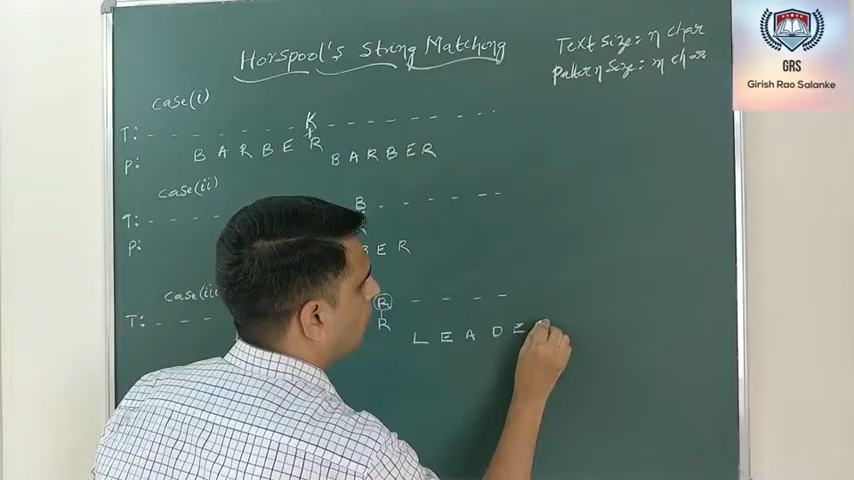 Horspool's String Matching
Text Size: n char
Pattern Size: m char
GRS
Girish Rao Salanke
case(i)
T: - - - - - - - K - - - - - - - -
P: B A R B E R
B A R B E R
case(ii)
T: - - - B - - - - - -
P: B E R
case(iii
T: - - - R - - - -
R
L E A D E